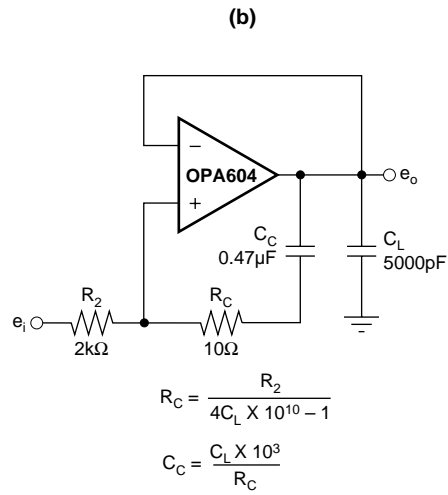 (b)
−
OPA604
+
e_o
C_C
0.47µF
C_L
5000pF
R_2
R_C
e_i
2kΩ
10Ω
R_C = R_2 / (4C_L X 10^10 – 1)
C_C = C_L X 10^3 / R_C